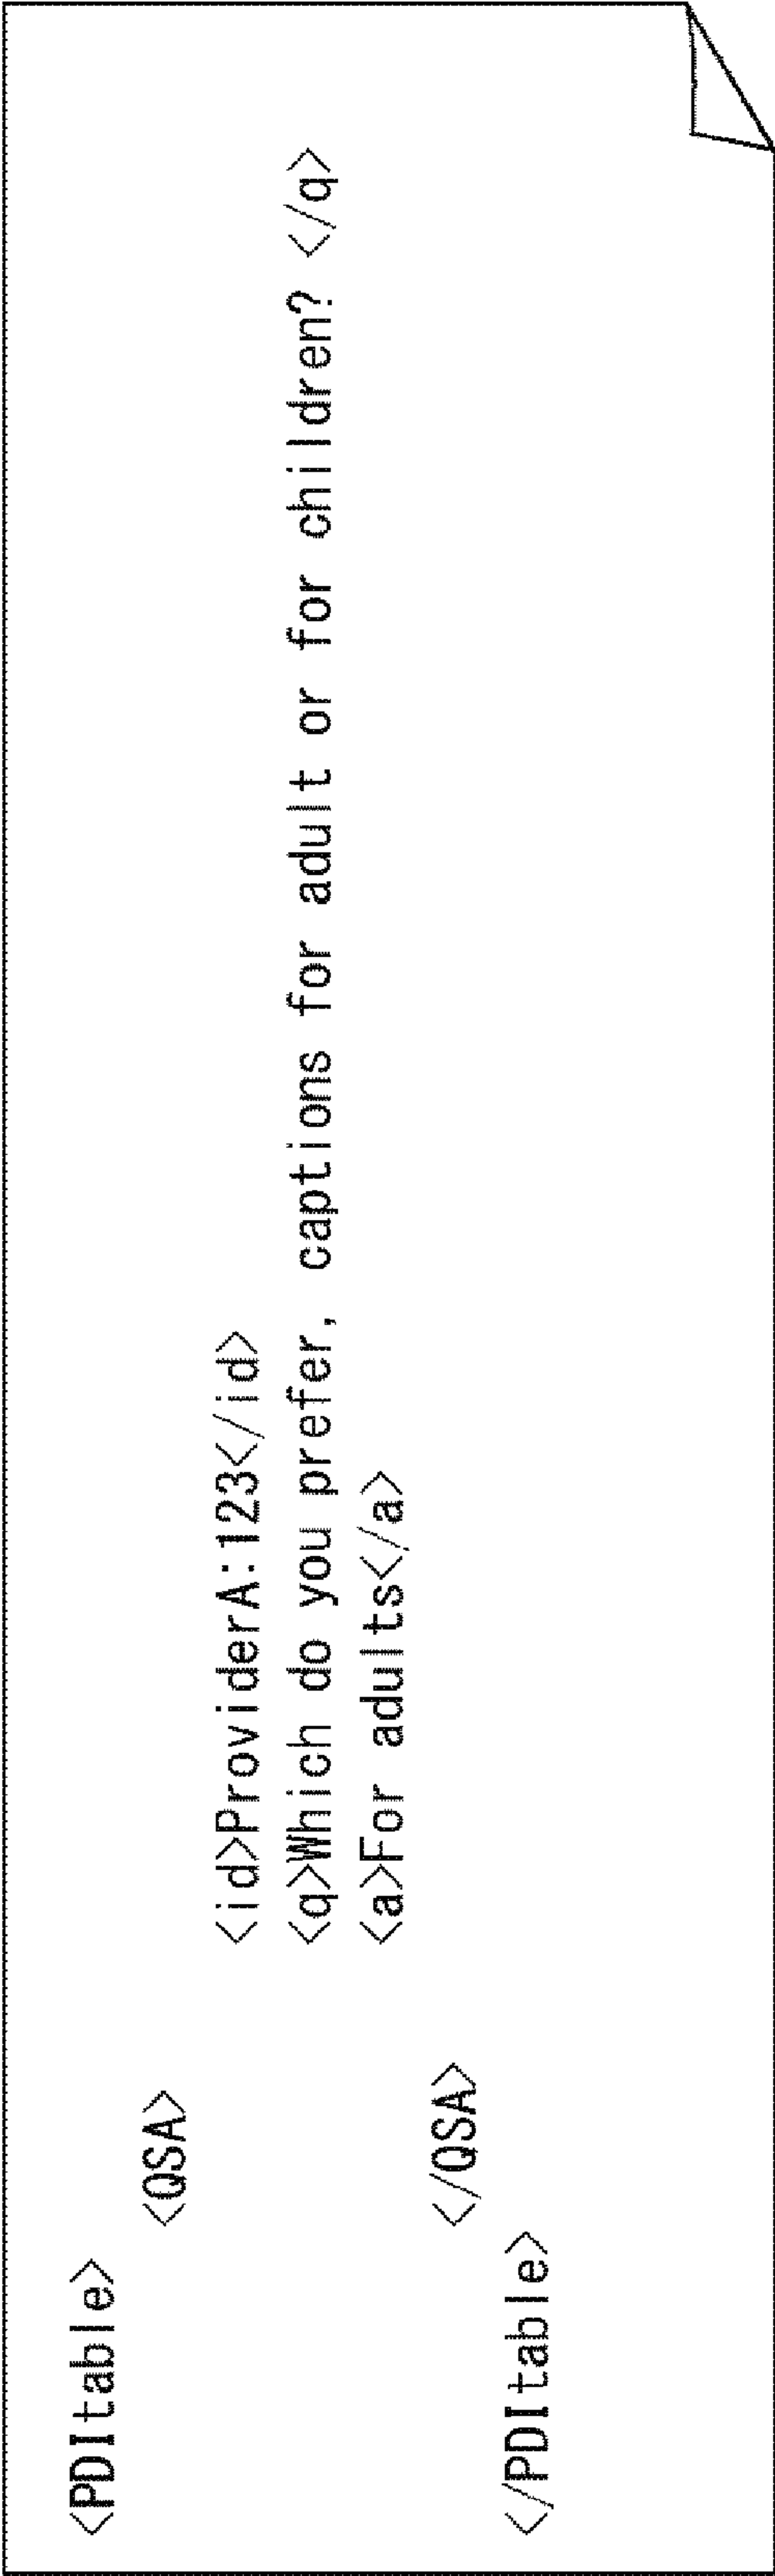 <PDItable>
<QSA>
<id>ProviderA:123</id>
<q>Which do you prefer, captions for adult or for children? </q>
<a>For adults</a>
</QSA>
</PDItable>